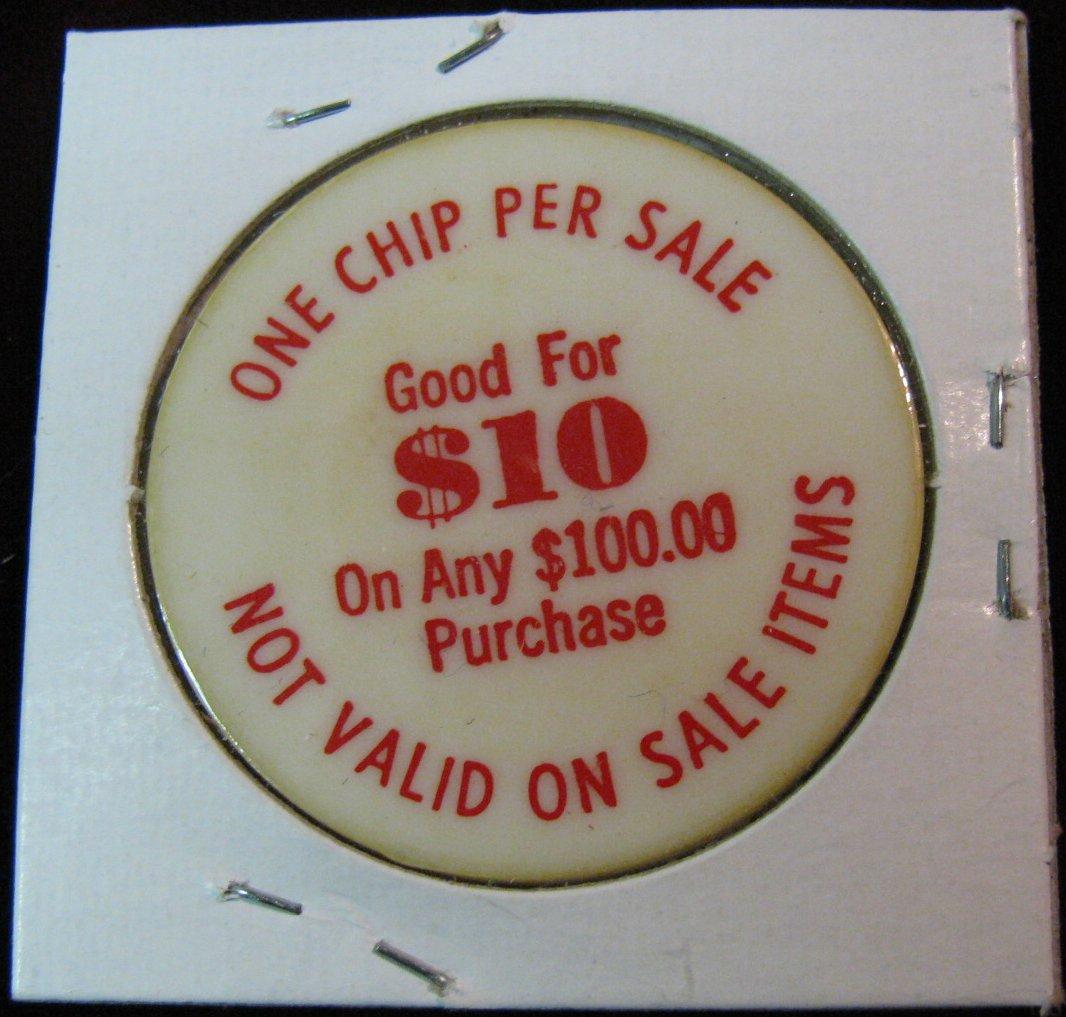 ONE CHIP PER SALE
Good For
$10
On Any $100.00
Purchase
NOT VALID ON SALE ITEMS